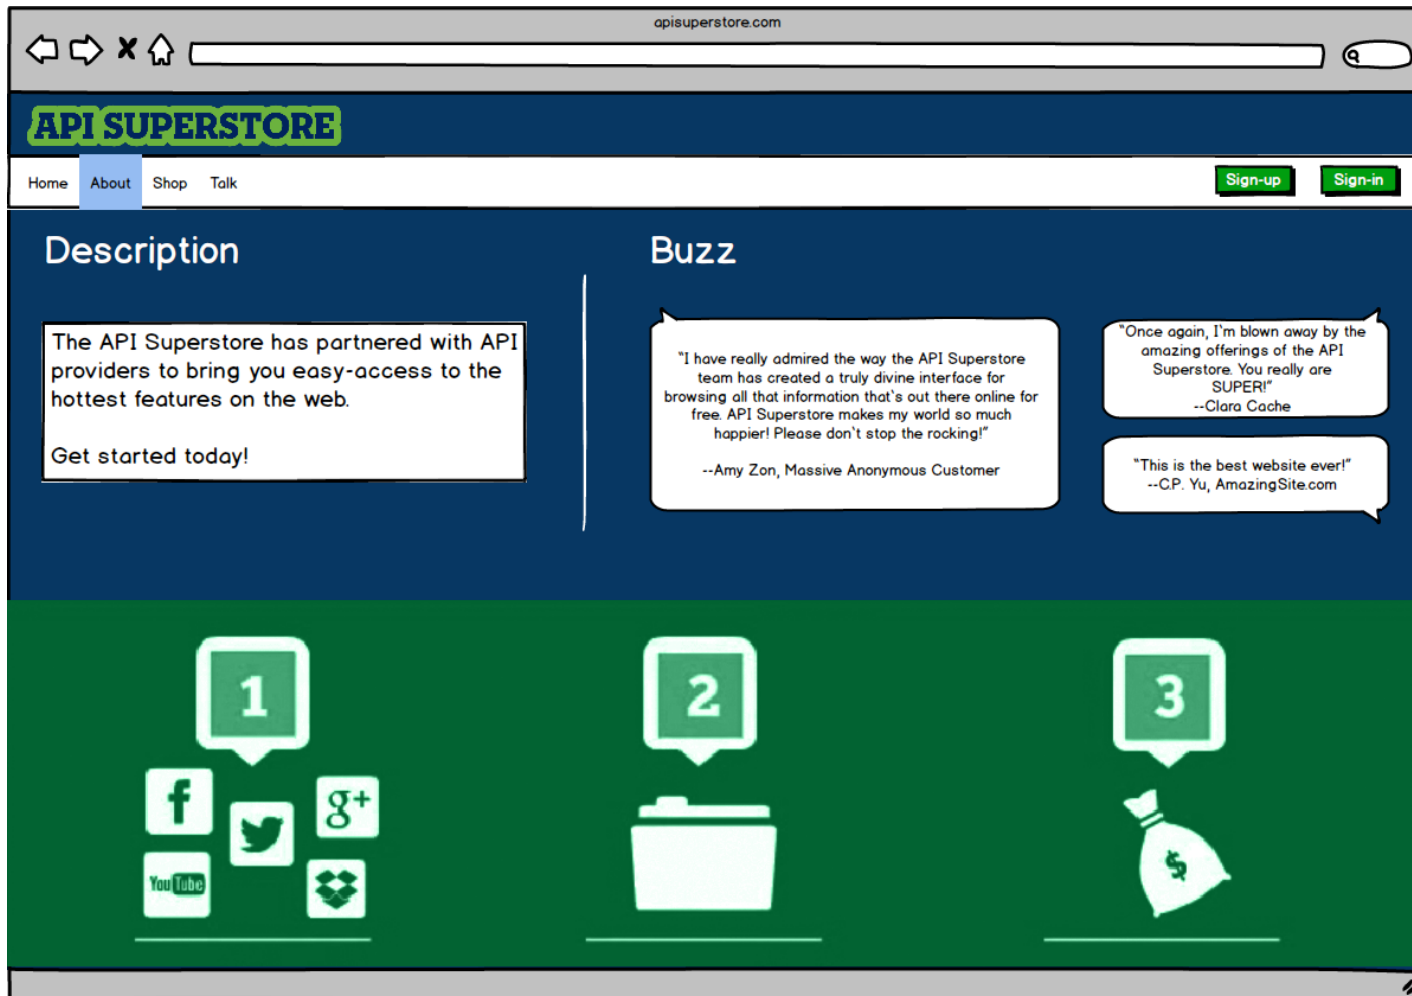 apisuperstore.com
API SUPERSTORE
Home About Shop Talk
Sign-up Sign-in
Description
The API Superstore has partnered with API
providers to bring you easy-access to the
hottest features on the web.
Get started today!
Buzz
"I have really admired the way the API Superstore
team has created a truly divine interface for
browsing all that information that`s out there online for
free. API Superstore makes my world so much
happier! Please don`t stop the rocking!"
--Amy Zon, Massive Anonymous Customer
"Once again, I`m blown away by the
amazing offerings of the API
Superstore. You really are
SUPER!"
--Clara Cache
"This is the best website ever!"
--C.P. Yu, AmazingSite.com
1
2
3
f
g+
YouTube
$